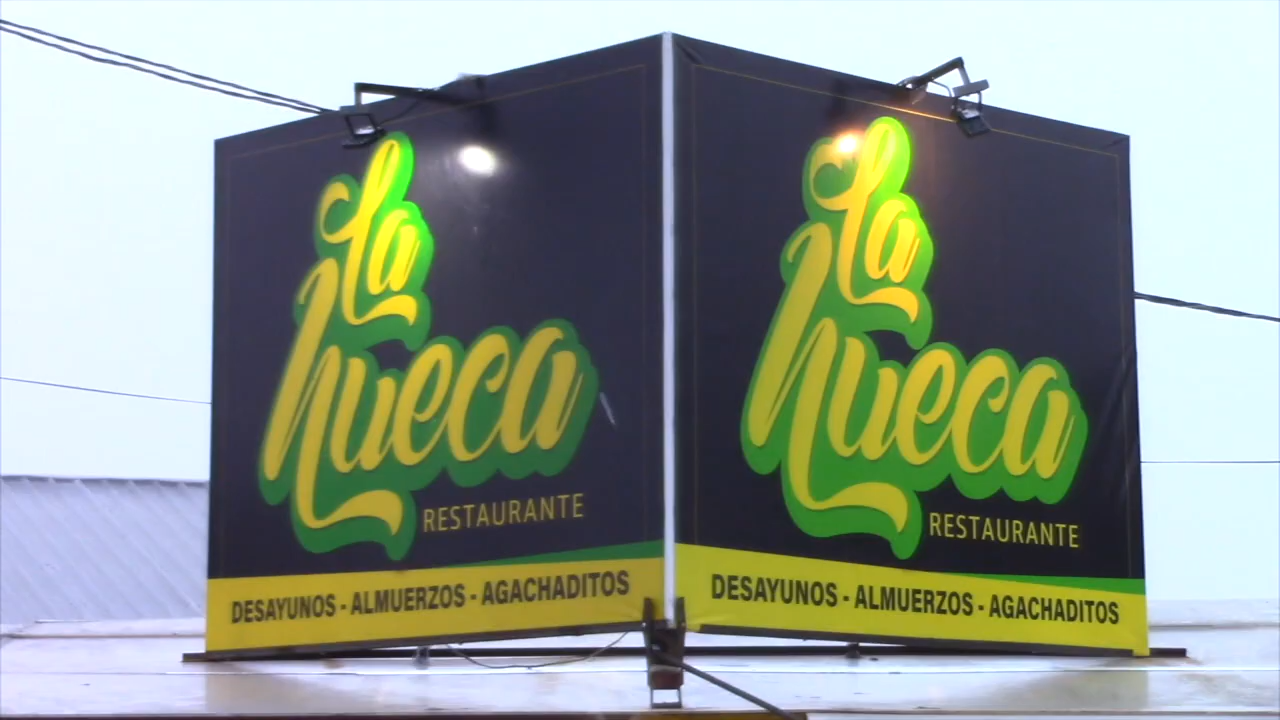 La
hueca
RESTAURANTE
DESAYUNOS - ALMUERZOS - AGACHADITOS
La
hueca
RESTAURANTE
DESAYUNOS - ALMUERZOS - AGACHADITOS